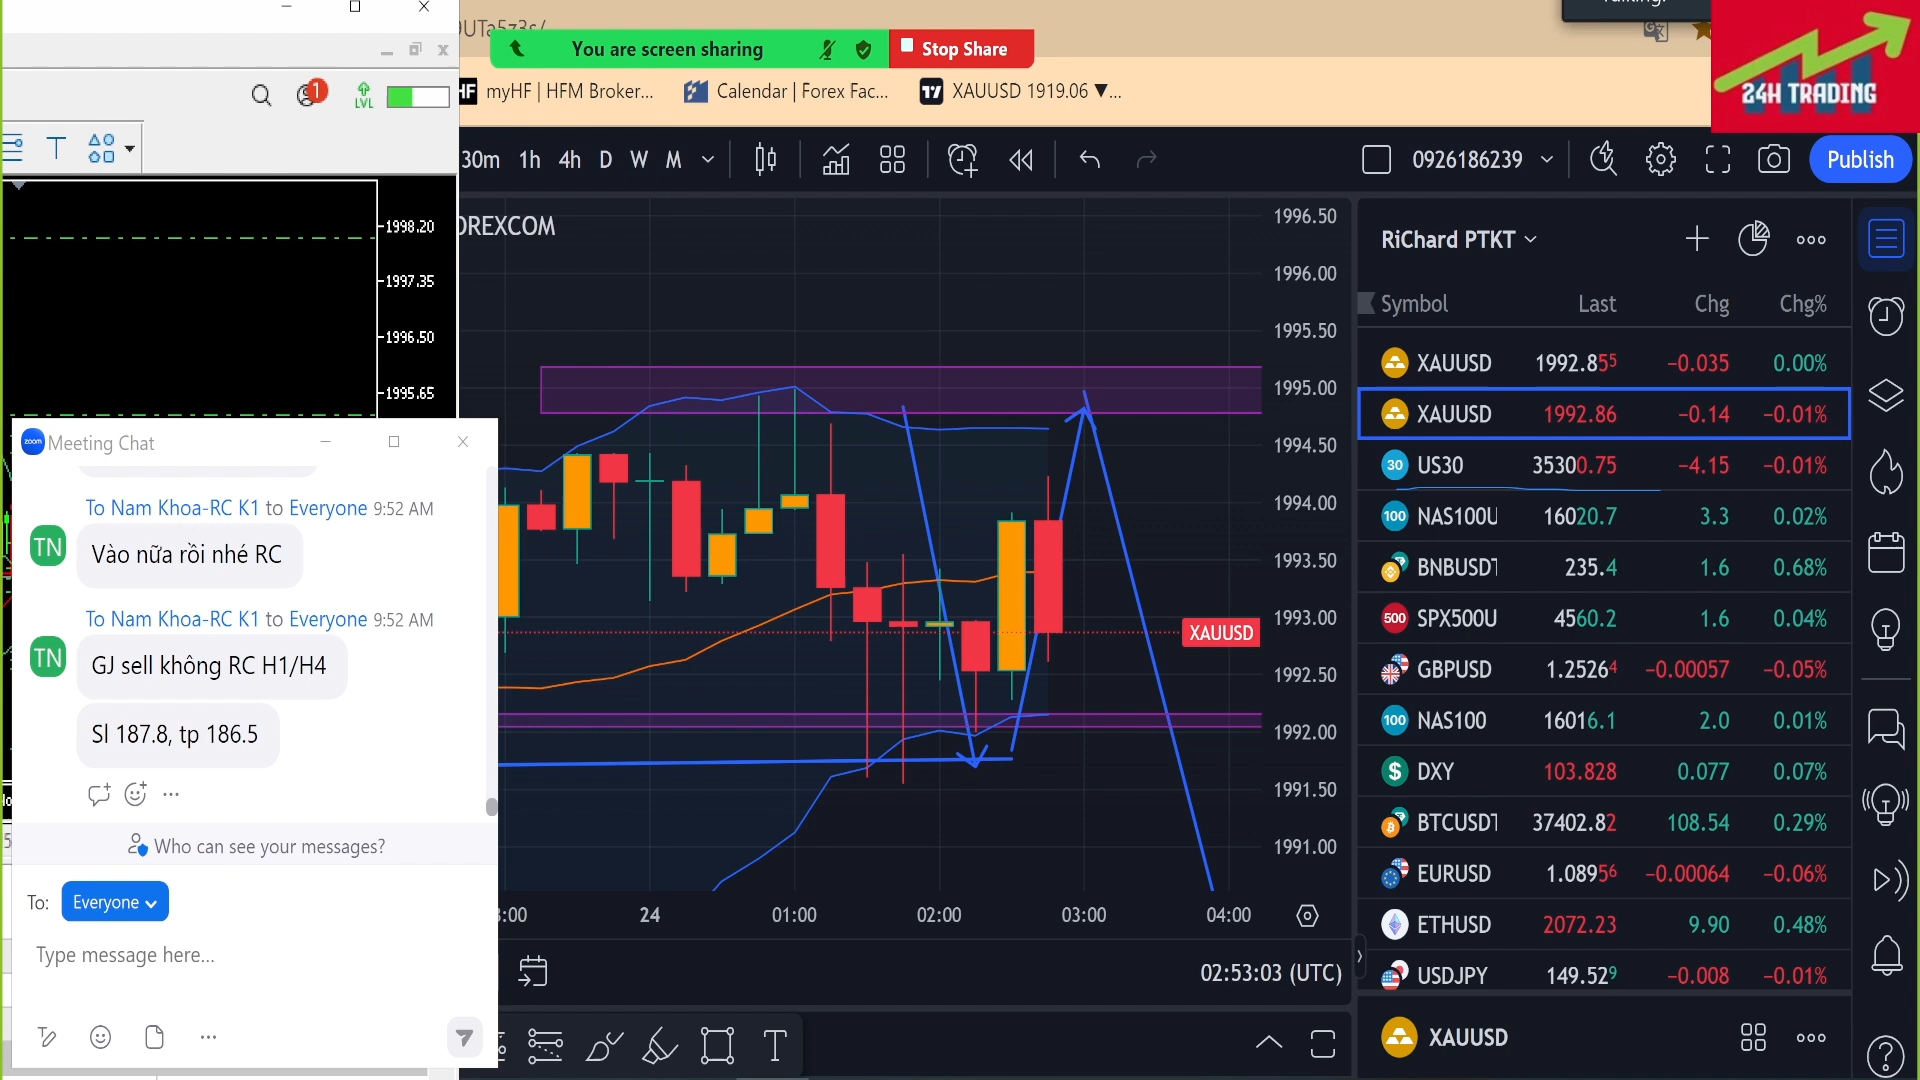 You are screen sharing
Stop Share
myHF | HFM Broker...
Calendar | Forex Fac...
XAUUSD 1919.06 ▼...
24H TRADING
1
LVL
30m 1h 4h D W M
0926186239
Publish
OREXCOM
1998.20
1997.35
1996.50
1995.65
Meeting Chat
To Nam Khoa-RC K1 to Everyone 9:52 AM
TN
Vào nữa rồi nhé RC
To Nam Khoa-RC K1 to Everyone 9:52 AM
TN
GJ sell không RC H1/H4
Sl 187.8, tp 186.5
Who can see your messages?
To: Everyone
Type message here...
1996.50
1996.00
1995.50
1995.00
1994.50
1994.00
1993.50
1993.00
XAUUSD
1992.50
1992.00
1991.50
1991.00
24 01:00 02:00 03:00 04:00
02:53:03 (UTC)
RiChard PTKT
Symbol Last Chg Chg%
XAUUSD 1992.855 −0.035 0.00%
XAUUSD 1992.86 −0.14 −0.01%
30 US30 35300.75 −4.15 −0.01%
100 NAS100U 16020.7 3.3 0.02%
BNBUSDT 235.4 1.6 0.68%
500 SPX500U 4560.2 1.6 0.04%
GBPUSD 1.25264 −0.00057 −0.05%
100 NAS100 16016.1 2.0 0.01%
DXY 103.828 0.077 0.07%
BTCUSDT 37402.82 108.54 0.29%
EURUSD 1.08956 −0.00064 −0.06%
ETHUSD 2072.23 9.90 0.48%
USDJPY 149.529 −0.008 −0.01%
XAUUSD